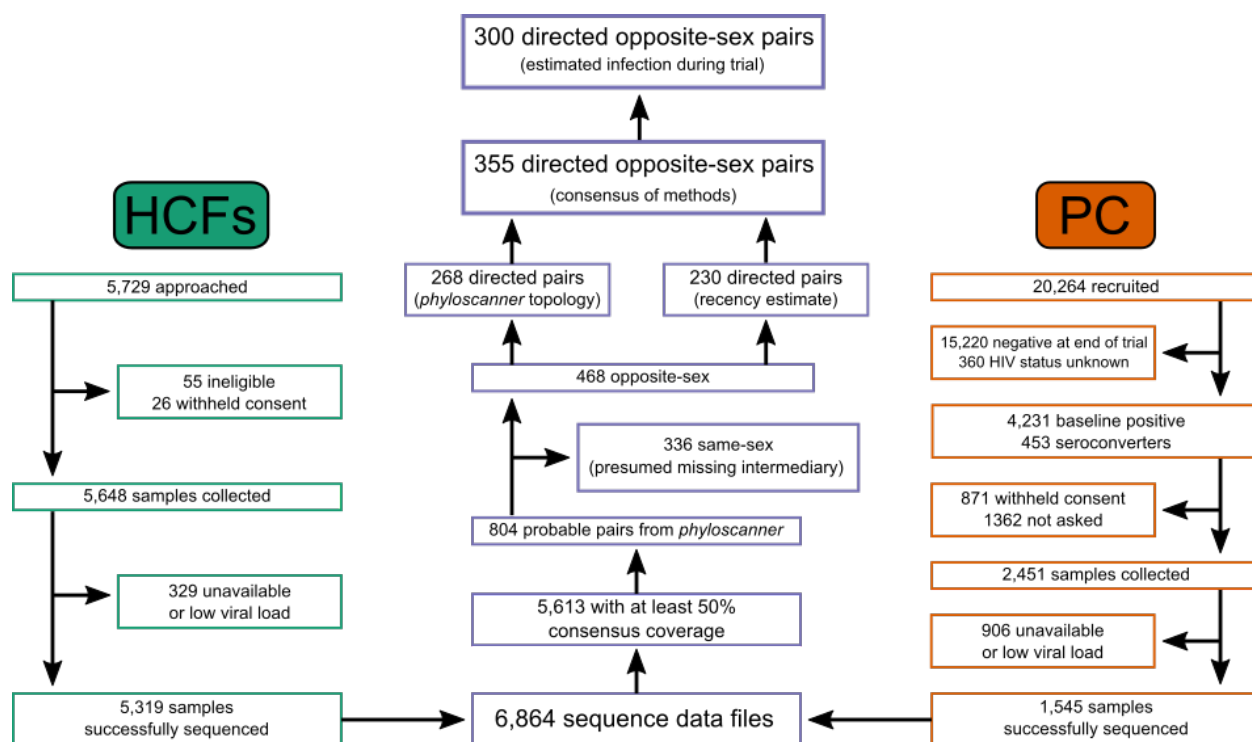 300 directed opposite-sex pairs
(estimated infection during trial)
355 directed opposite-sex pairs
(consensus of methods)
HCFs
PC
268 directed pairs
(phyloscanner topology)
230 directed pairs
(recency estimate)
5,729 approached
20,264 recruited
15,220 negative at end of trial
360 HIV status unknown
55 ineligible
26 withheld consent
468 opposite-sex
4,231 baseline positive
453 seroconverters
336 same-sex
(presumed missing intermediary)
5,648 samples collected
871 withheld consent
1362 not asked
804 probable pairs from phyloscanner
2,451 samples collected
329 unavailable
or low viral load
5,613 with at least 50%
consensus coverage
906 unavailable
or low viral load
5,319 samples
successfully sequenced
6,864 sequence data files
1,545 samples
successfully sequenced